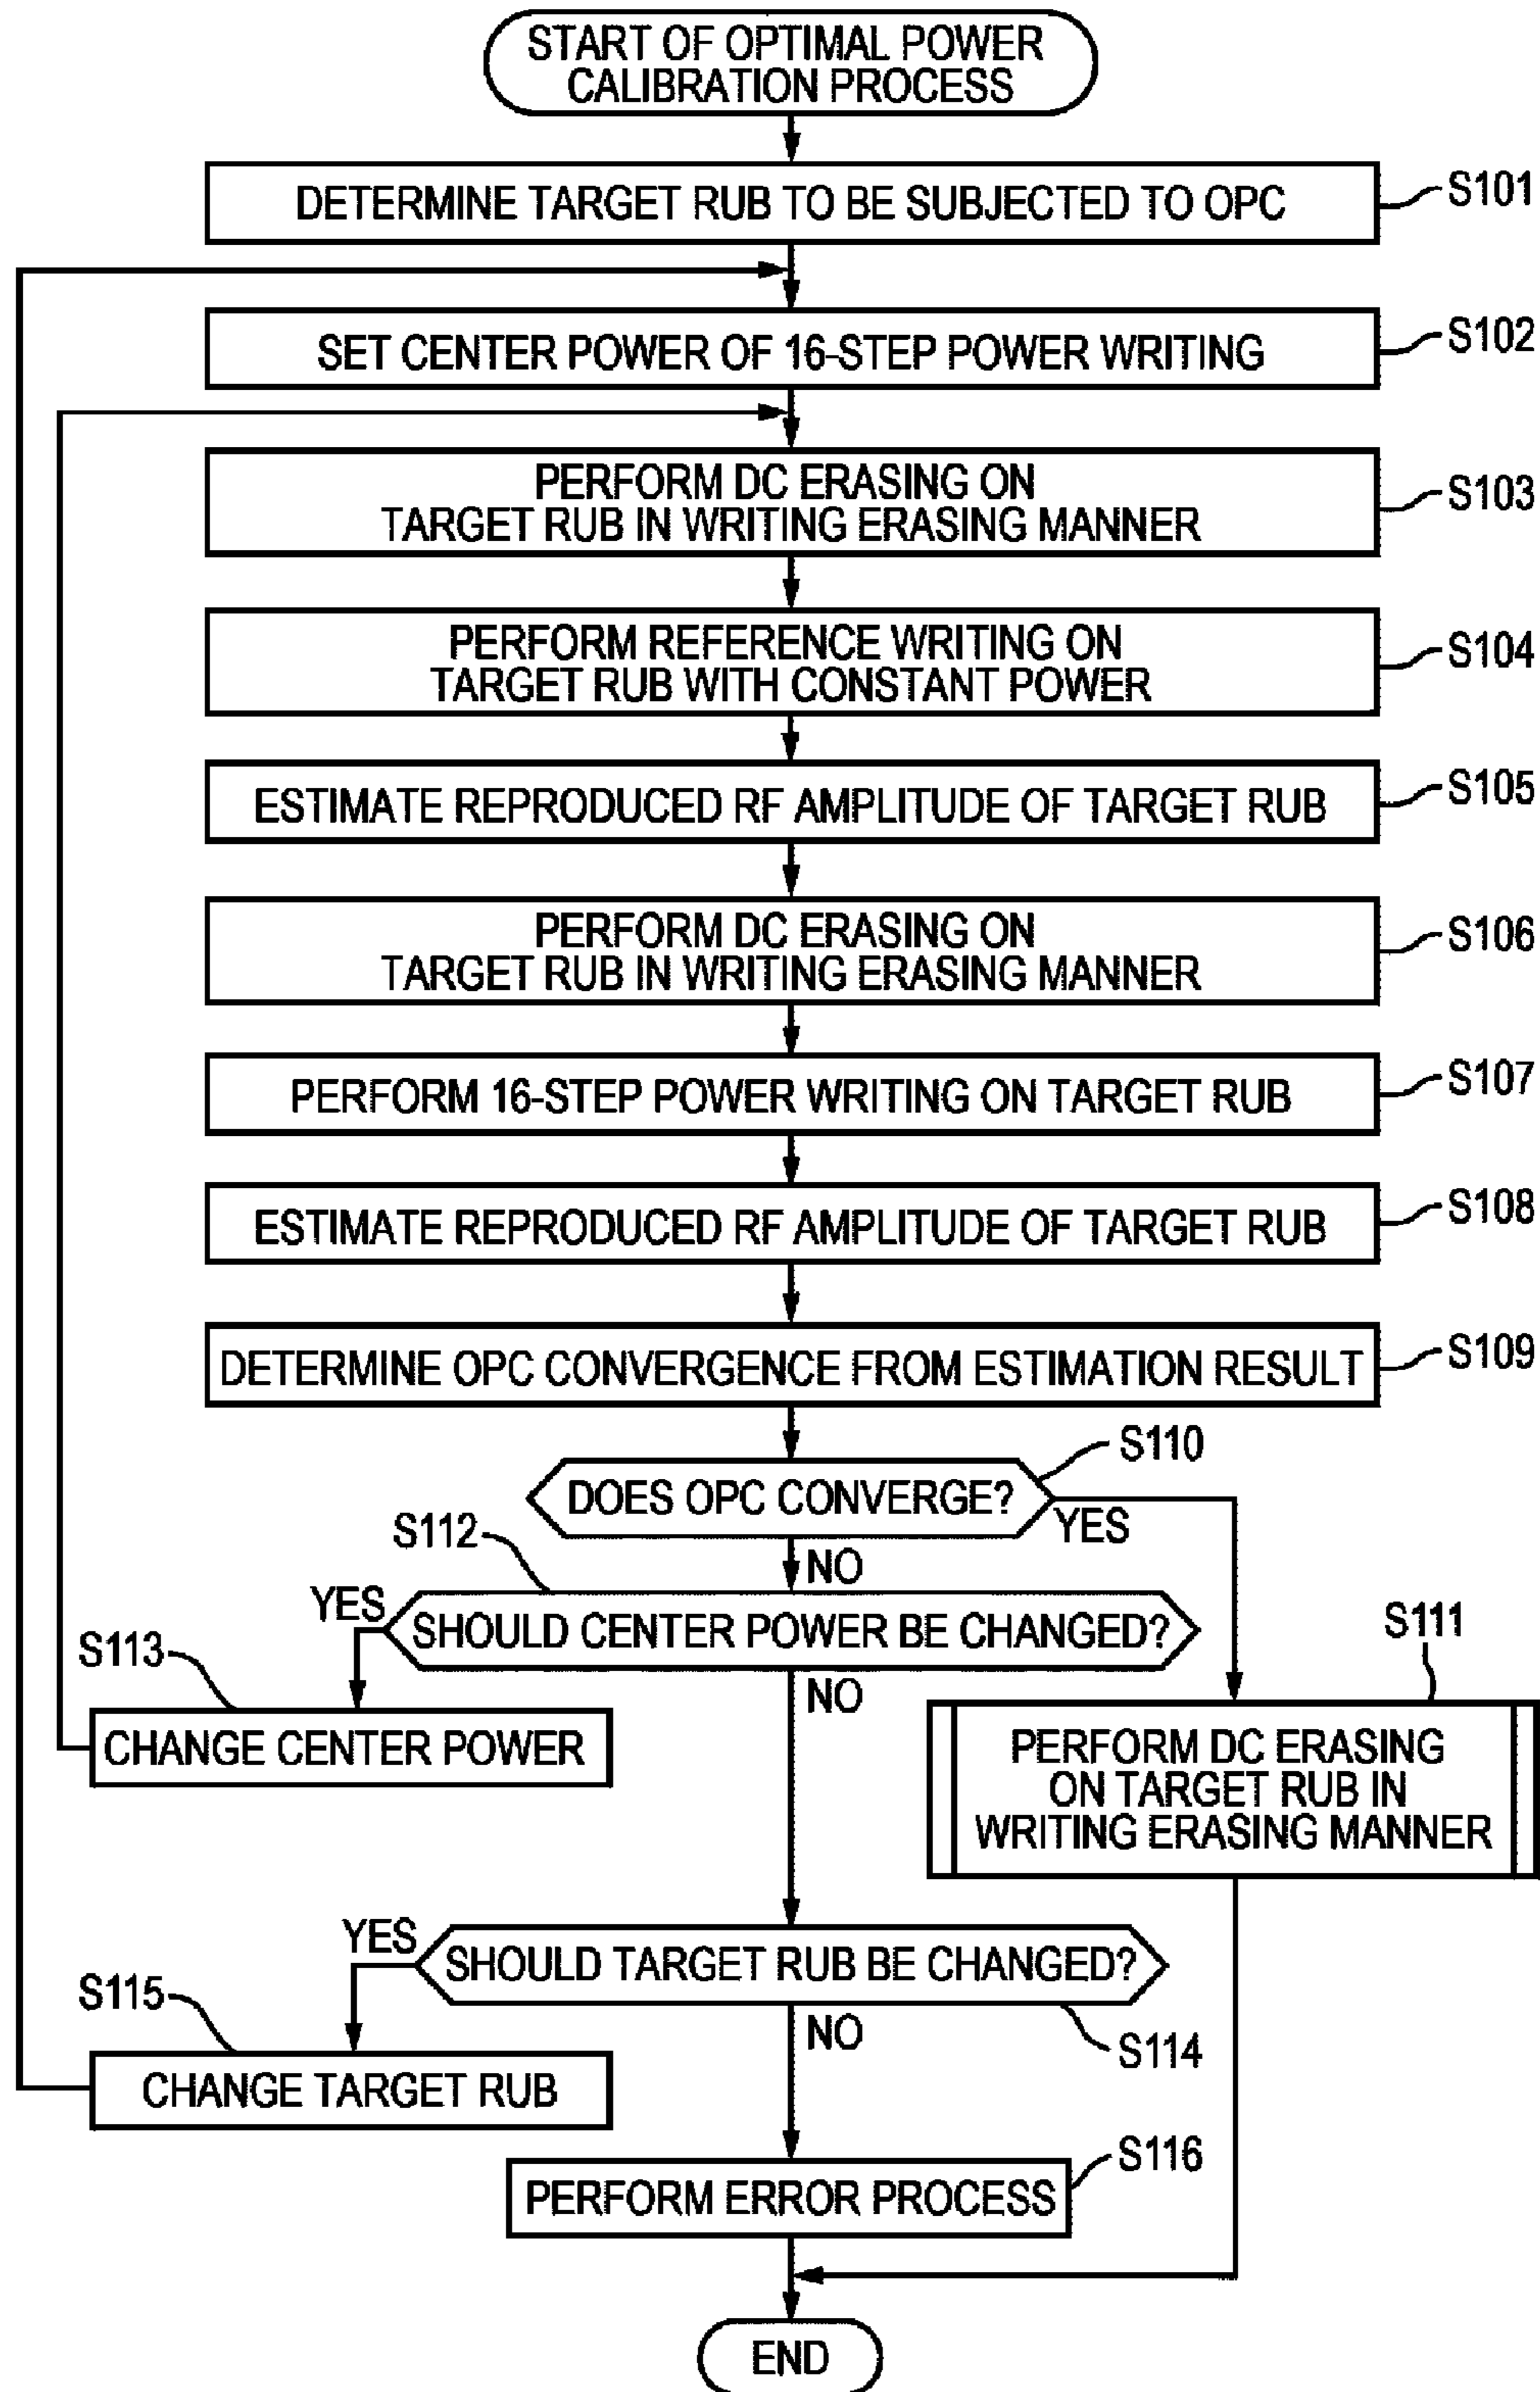 START OF OPTIMAL POWER
CALIBRATION PROCESS
DETERMINE TARGET RUB TO BE SUBJECTED TO OPC
S101
SET CENTER POWER OF 16-STEP POWER WRITING
S102
PERFORM DC ERASING ON
TARGET RUB IN WRITING ERASING MANNER
S103
PERFORM REFERENCE WRITING ON
TARGET RUB WITH CONSTANT POWER
S104
ESTIMATE REPRODUCED RF AMPLITUDE OF TARGET RUB
S105
PERFORM DC ERASING ON
TARGET RUB IN WRITING ERASING MANNER
S106
PERFORM 16-STEP POWER WRITING ON TARGET RUB
S107
ESTIMATE REPRODUCED RF AMPLITUDE OF TARGET RUB
S108
DETERMINE OPC CONVERGENCE FROM ESTIMATION RESULT
S109
S110
DOES OPC CONVERGE?
YES
NO
S112
YES
SHOULD CENTER POWER BE CHANGED?
NO
S111
S113
CHANGE CENTER POWER
PERFORM DC ERASING
ON TARGET RUB IN
WRITING ERASING MANNER
YES
SHOULD TARGET RUB BE CHANGED?
NO
S114
S115
CHANGE TARGET RUB
S116
PERFORM ERROR PROCESS
END